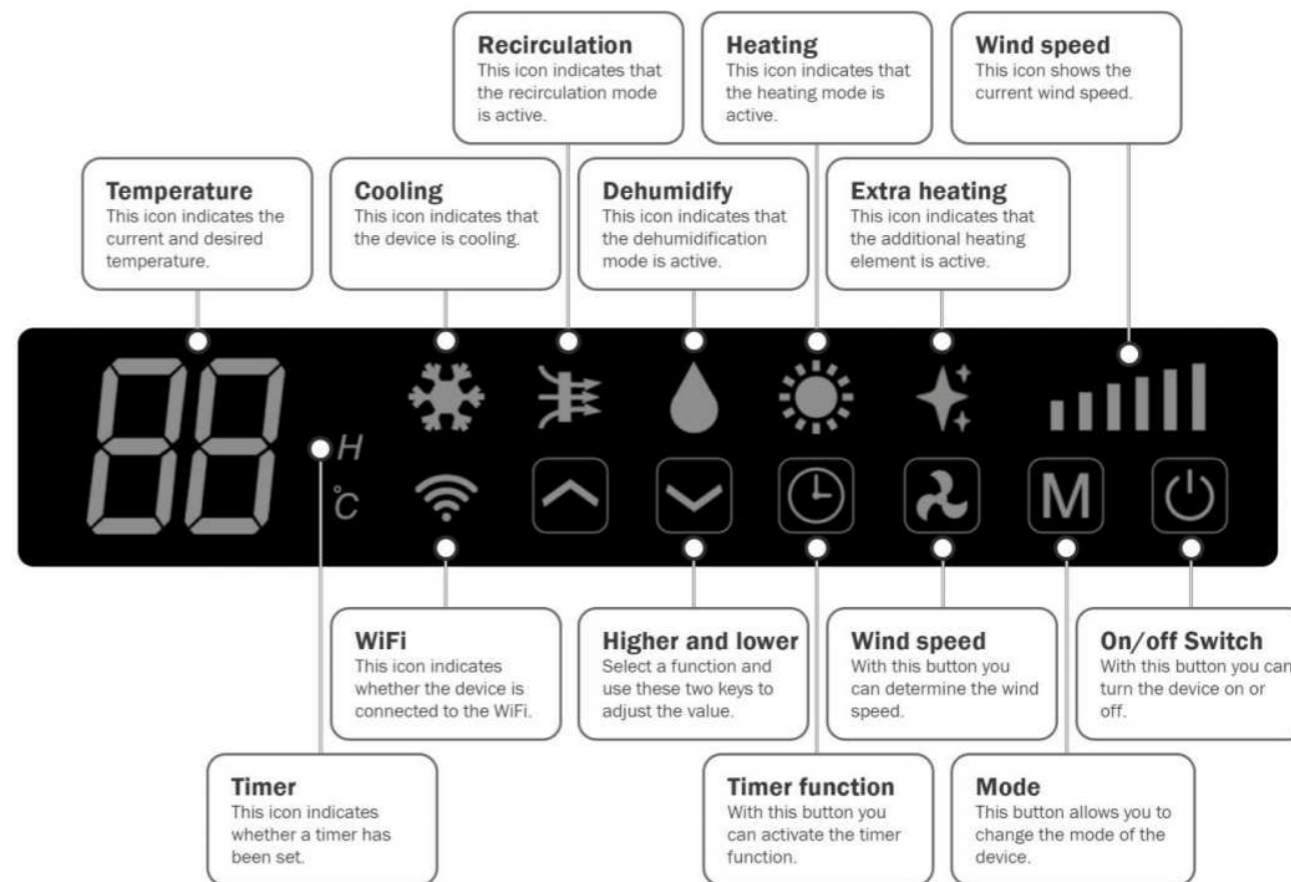 Recirculation
This icon indicates that
the recirculation mode
is active.
Heating
This icon indicates that
the heating mode is
active.
Wind speed
This icon shows the
current wind speed.
Temperature
This icon indicates the
current and desired
temperature.
Cooling
This icon indicates that
the device is cooling.
Dehumidify
This icon indicates that
the dehumidification
mode is active.
Extra heating
This icon indicates that
the additional heating
element is active.
88
H
°C
M
WiFi
This icon indicates
whether the device is
connected to the WiFi.
Higher and lower
Select a function and
use these two keys to
adjust the value.
Wind speed
With this button you
can determine the wind
speed.
On/off Switch
With this button you can
turn the device on or
off.
Timer
This icon indicates
whether a timer has
been set.
Timer function
With this button you
can activate the timer
function.
Mode
This button allows you to
change the mode of the
device.